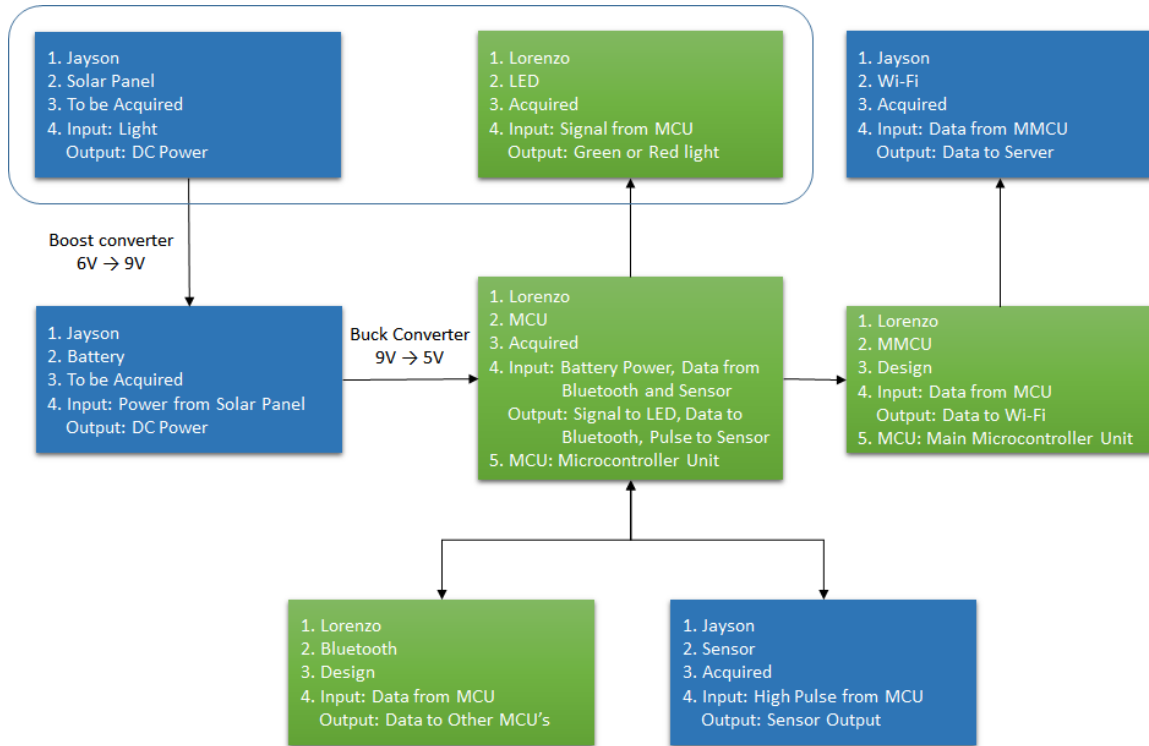 1. Jayson
2. Solar Panel
3. To be Acquired
4. Input: Light
Output: DC Power
1. Lorenzo
2. LED
3. Acquired
4. Input: Signal from MCU
Output: Green or Red light
1. Jayson
2. Wi-Fi
3. Acquired
4. Input: Data from MMCU
Output: Data to Server
Boost converter
6V → 9V
1. Jayson
2. Battery
3. To be Acquired
4. Input: Power from Solar Panel
Output: DC Power
Buck Converter
9V → 5V
1. Lorenzo
2. MCU
3. Acquired
4. Input: Battery Power, Data from
Bluetooth and Sensor
Output: Signal to LED, Data to
Bluetooth, Pulse to Sensor
5. MCU: Microcontroller Unit
1. Lorenzo
2. MMCU
3. Design
4. Input: Data from MCU
Output: Data to Wi-Fi
5. MCU: Main Microcontroller Unit
1. Lorenzo
2. Bluetooth
3. Design
4. Input: Data from MCU
Output: Data to Other MCU's
1. Jayson
2. Sensor
3. Acquired
4. Input: High Pulse from MCU
Output: Sensor Output